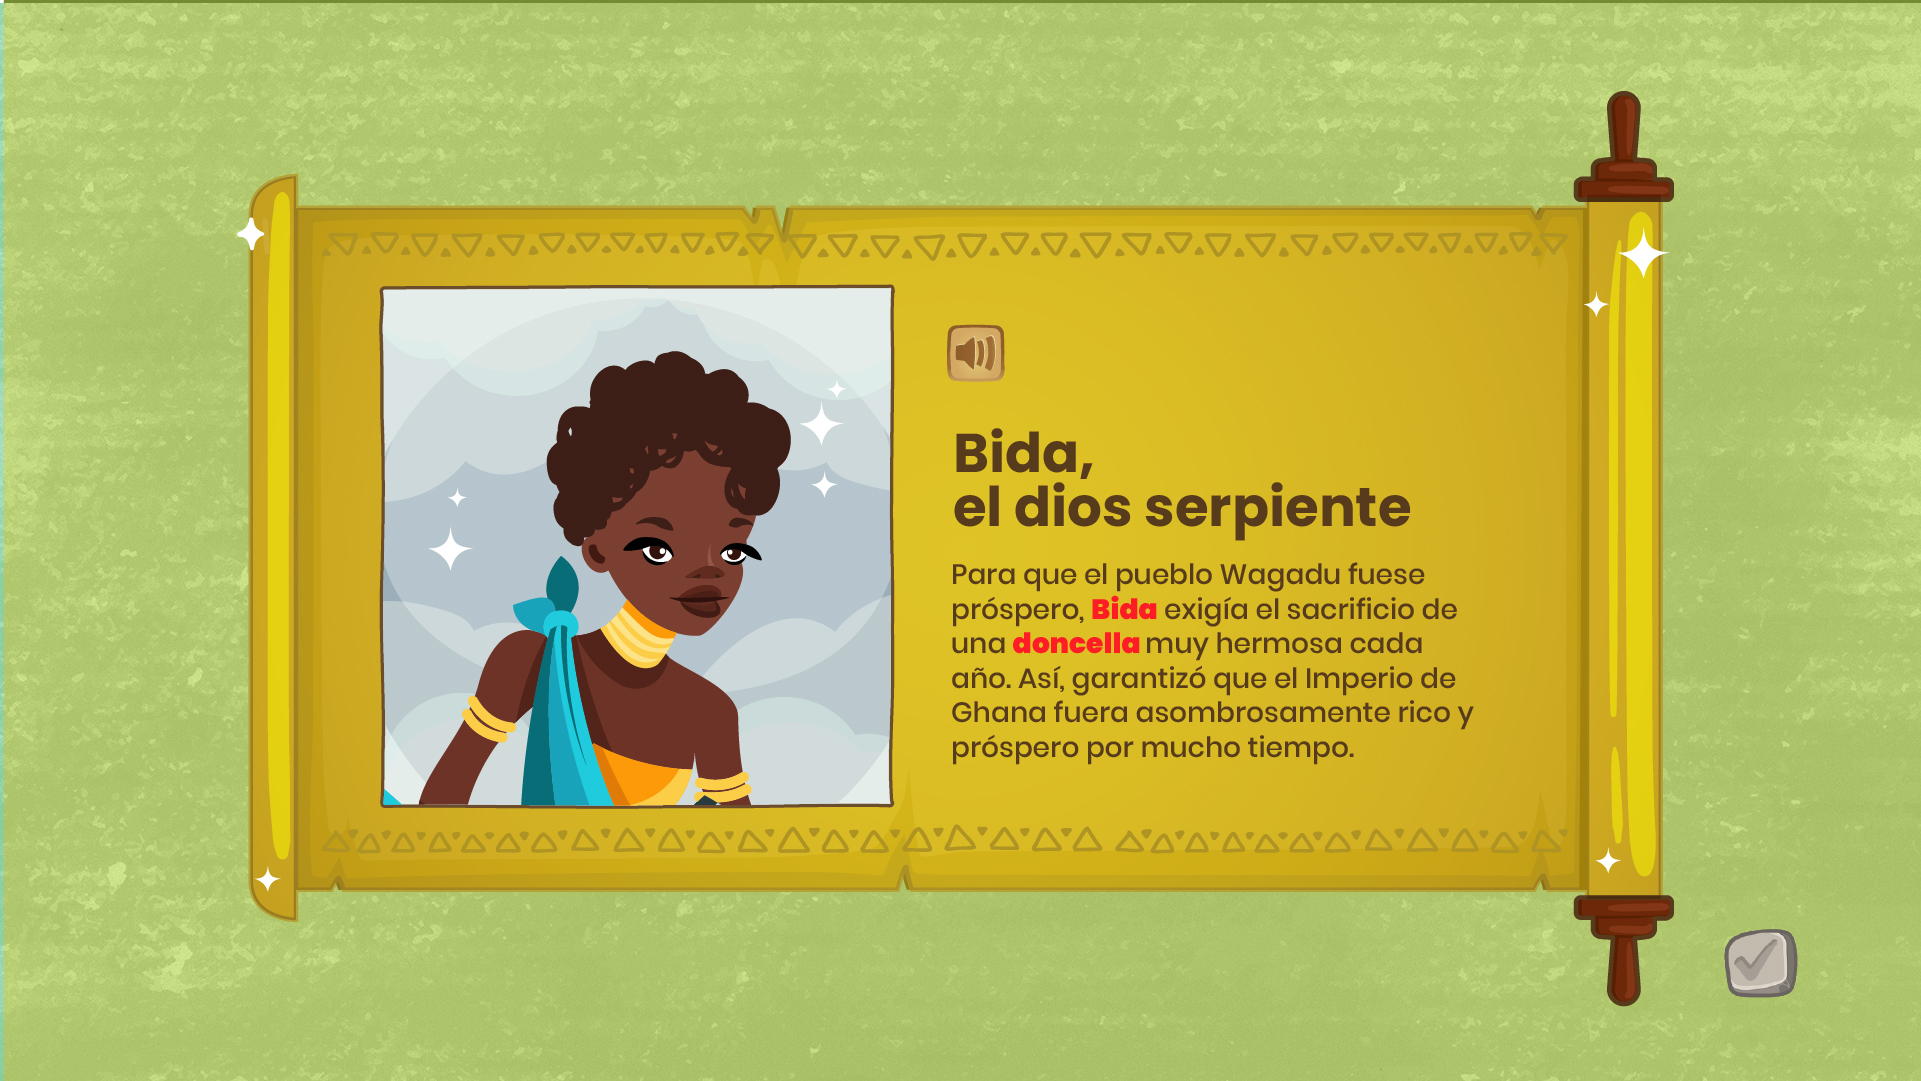 Bida,
el dios serpiente
Para que el pueblo Wagadu fuese
próspero, Bida exigía el sacrificio de
una doncella muy hermosa cada
año. Así, garantizó que el Imperio de
Ghana fuera asombrosamente rico y
próspero por mucho tiempo.